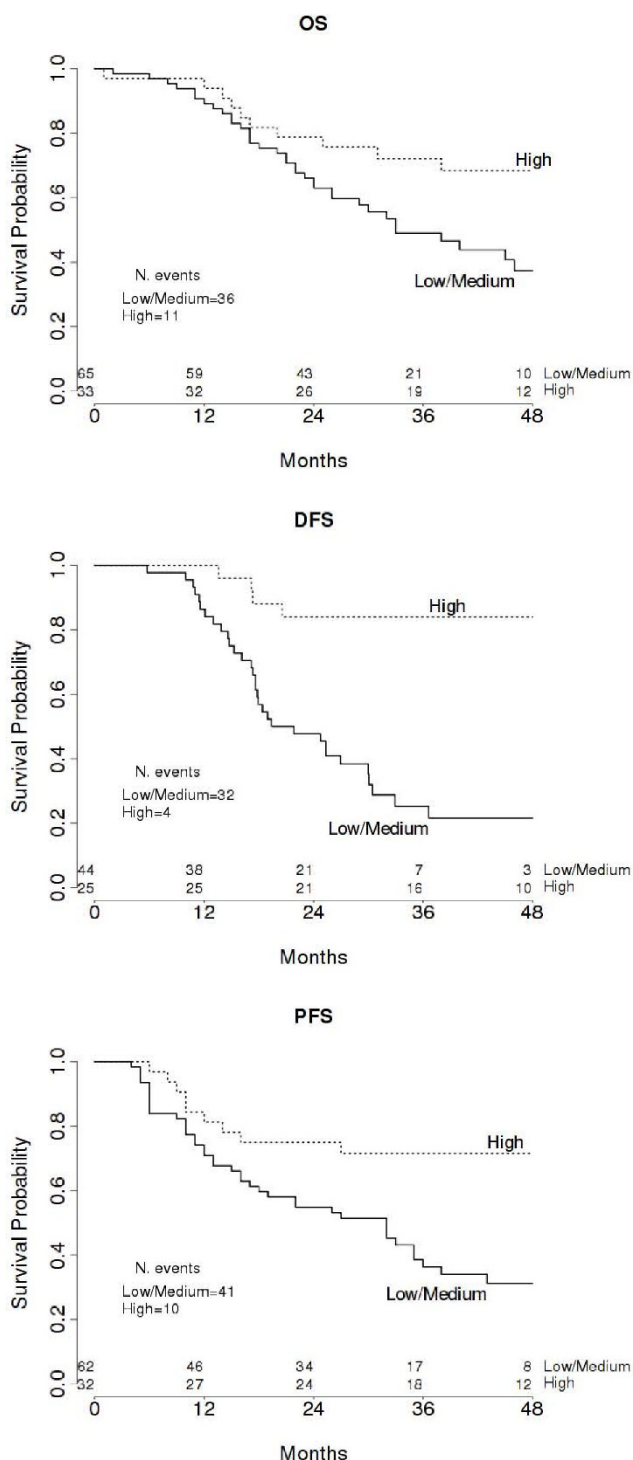 OS
Survival Probability
1.0
0.8
0.6
0.4
0.2
0.0
High
Low/Medium
N. events
Low/Medium=36
High=11
65 59 43 21 10 Low/Medium
33 32 26 19 12 High
0 12 24 36 48
Months
DFS
Survival Probability
1.0
0.8
0.6
0.4
0.2
0.0
High
N. events
Low/Medium=32
High=4
Low/Medium
44 38 21 7 3 Low/Medium
25 25 21 16 10 High
0 12 24 36 48
Months
PFS
Survival Probability
1.0
0.8
0.6
0.4
0.2
0.0
High
N. events
Low/Medium=41
High=10
Low/Medium
62 46 34 17 8 Low/Medium
32 27 24 18 12 High
0 12 24 36 48
Months